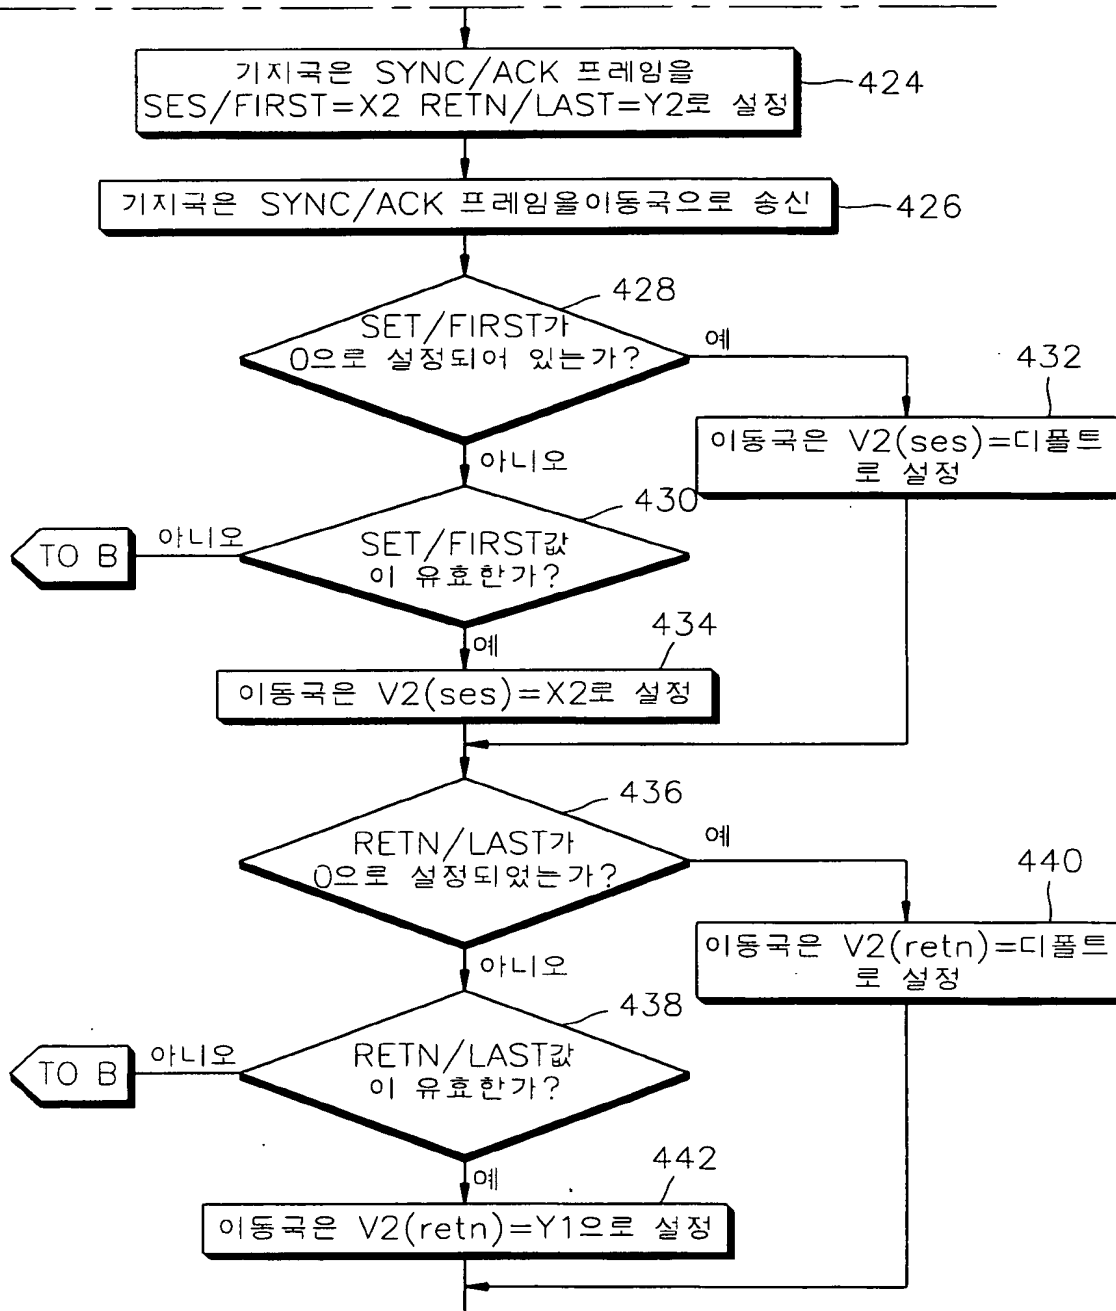 기지국은 SYNC/ACK 프레임을
SES/FIRST=X2 RETN/LAST=Y2로 설정
424
기지국은 SYNC/ACK 프레임을이동국으로 송신
426
428
SET/FIRST가
0으로 설정되어 있는가?
예
432
이동국은 V2(ses)=디폴트
로 설정
아니오
430
SET/FIRST값
이 유효한가?
아니오
TO B
예
434
이동국은 V2(ses)=X2로 설정
436
RETN/LAST가
0으로 설정되었는가?
예
440
이동국은 V2(retn)=디폴트
로 설정
아니오
438
RETN/LAST값
이 유효한가?
아니오
TO B
예
442
이동국은 V2(retn)=Y1으로 설정